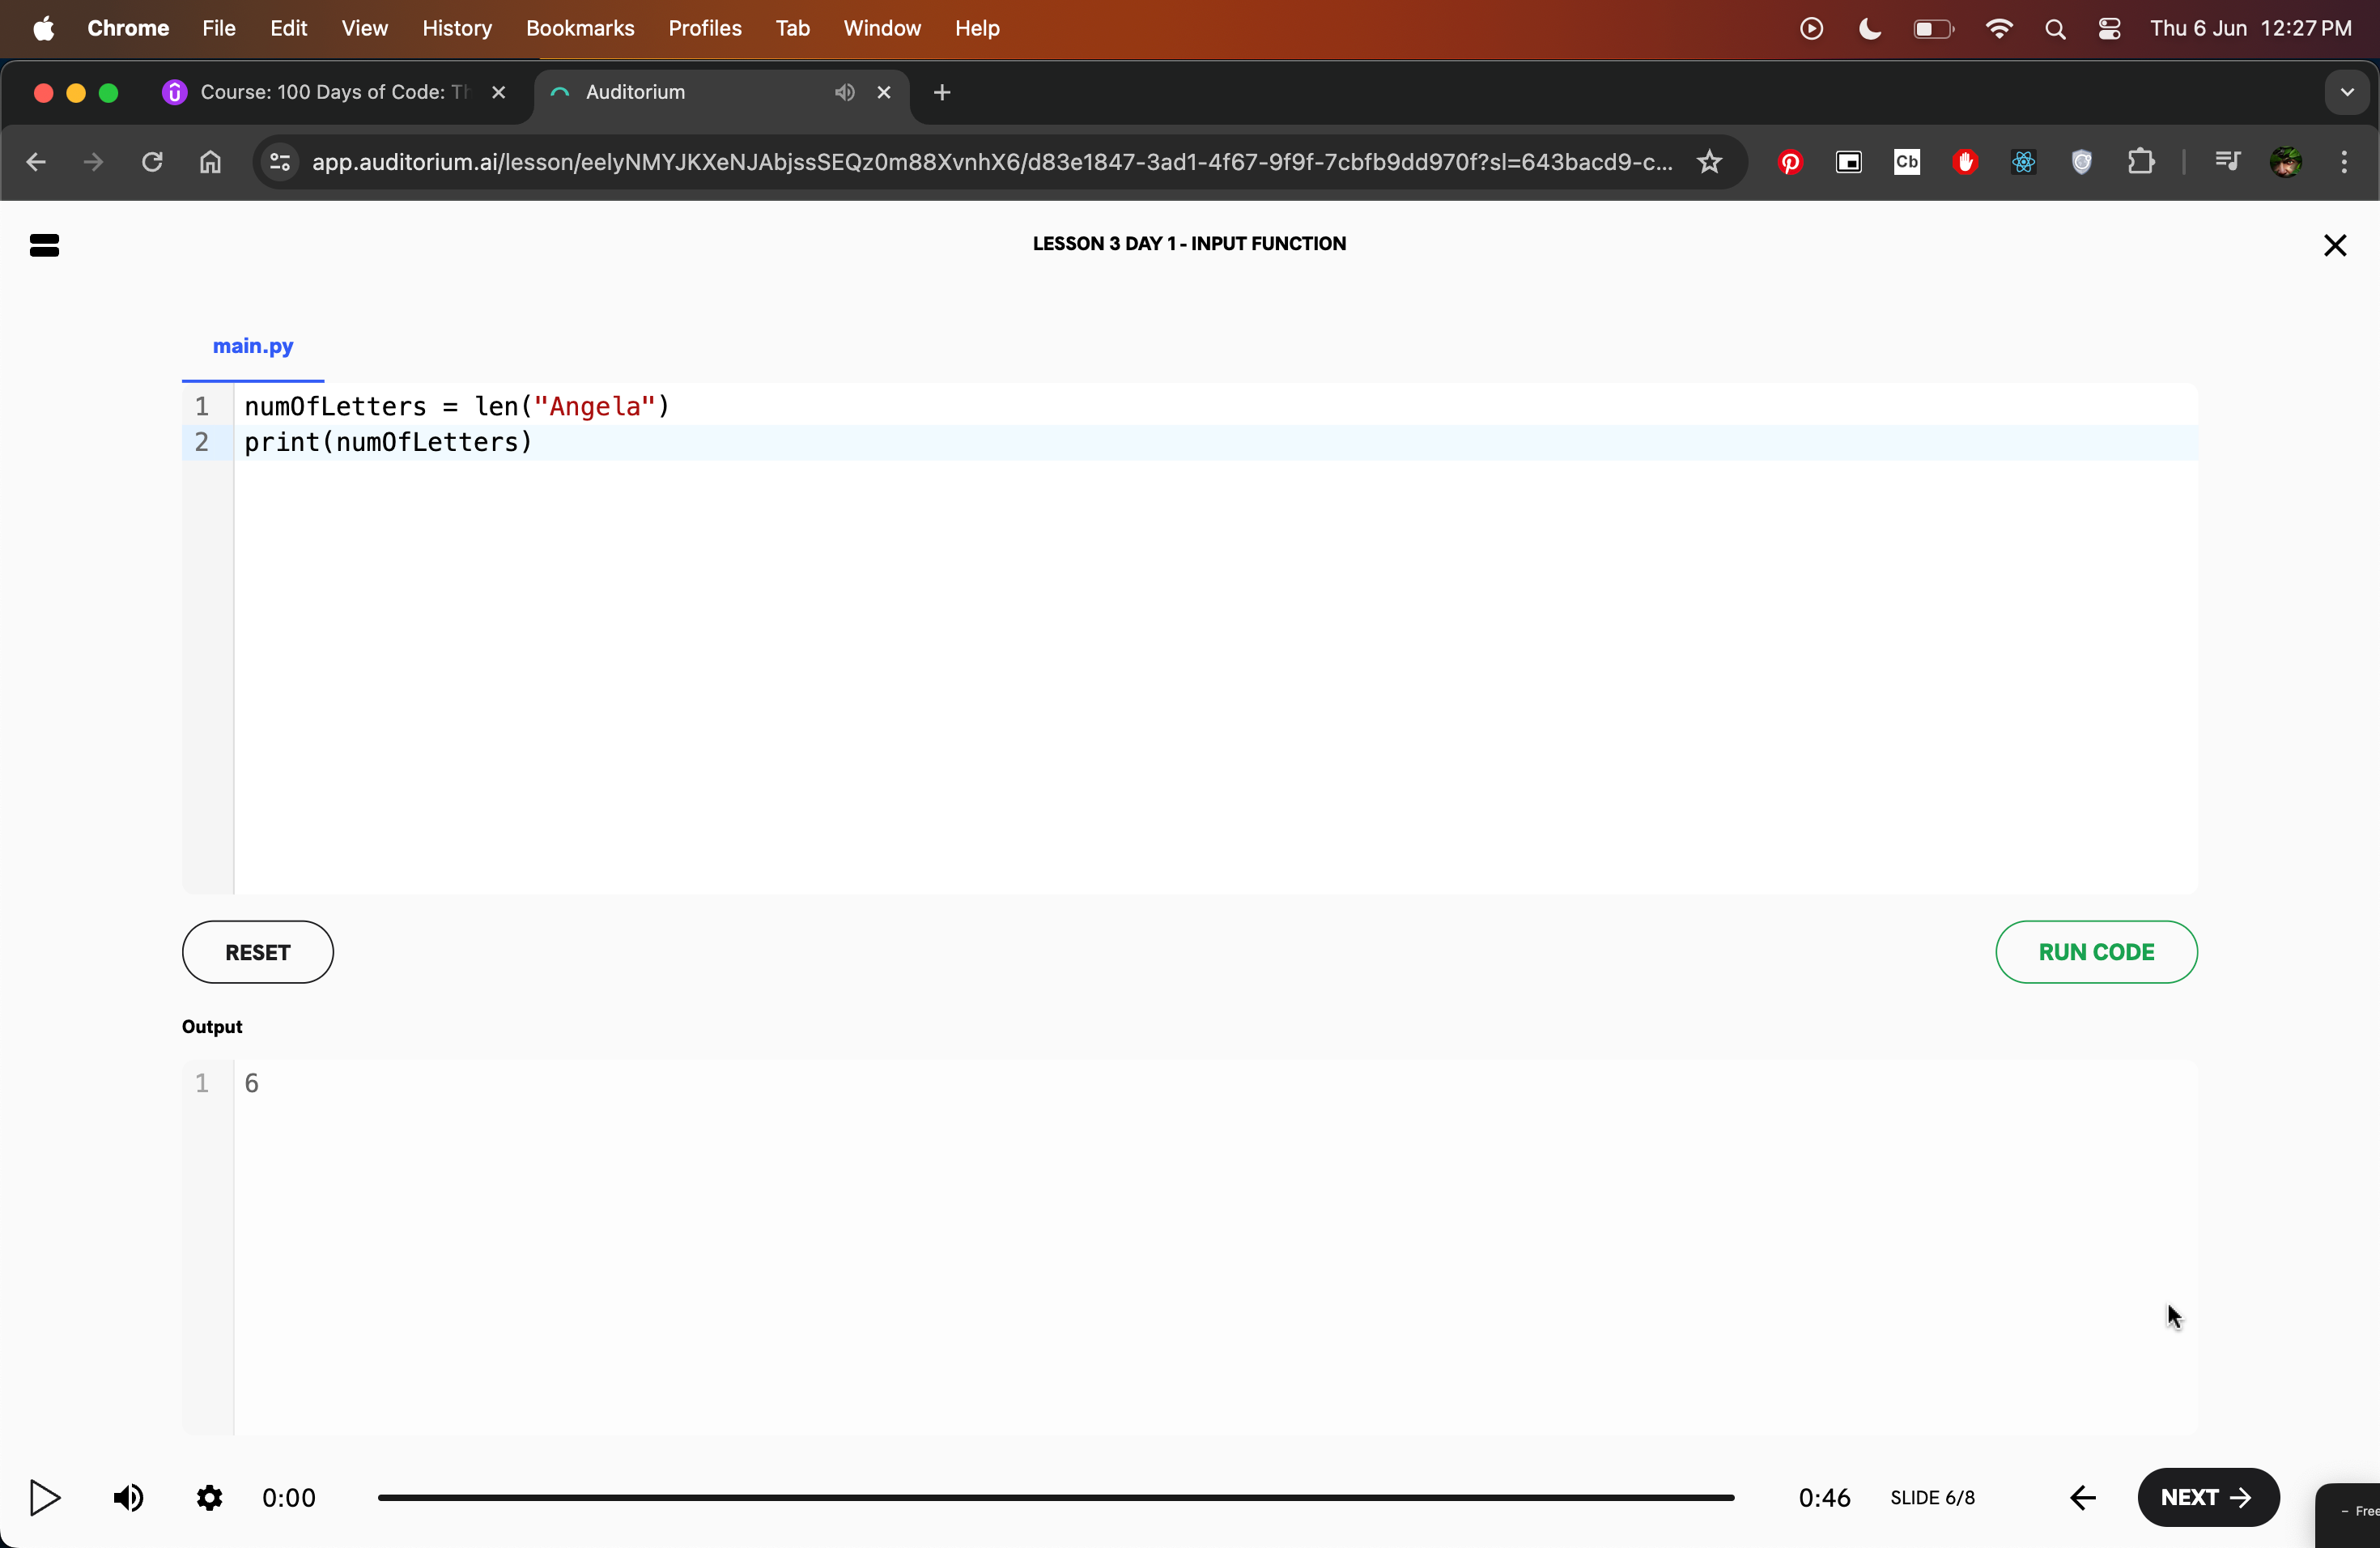 Chrome File Edit View History Bookmarks Profiles Tab Window Help Thu 6 Jun 12:27 PM
Course: 100 Days of Code: Th Auditorium
app.auditorium.ai/lesson/eelyNMYJKXeNJAbjssSEQz0m88XvnhX6/d83e1847-3ad1-4f67-9f9f-7cbfb9dd970f?sl=643bacd9-c... Cb
LESSON 3 DAY 1 - INPUT FUNCTION
main.py
1 numOfLetters = len("Angela")
2 print(numOfLetters)
RESET RUN CODE
Output
1 6
0:00 0:46 SLIDE 6/8 NEXT
– Free